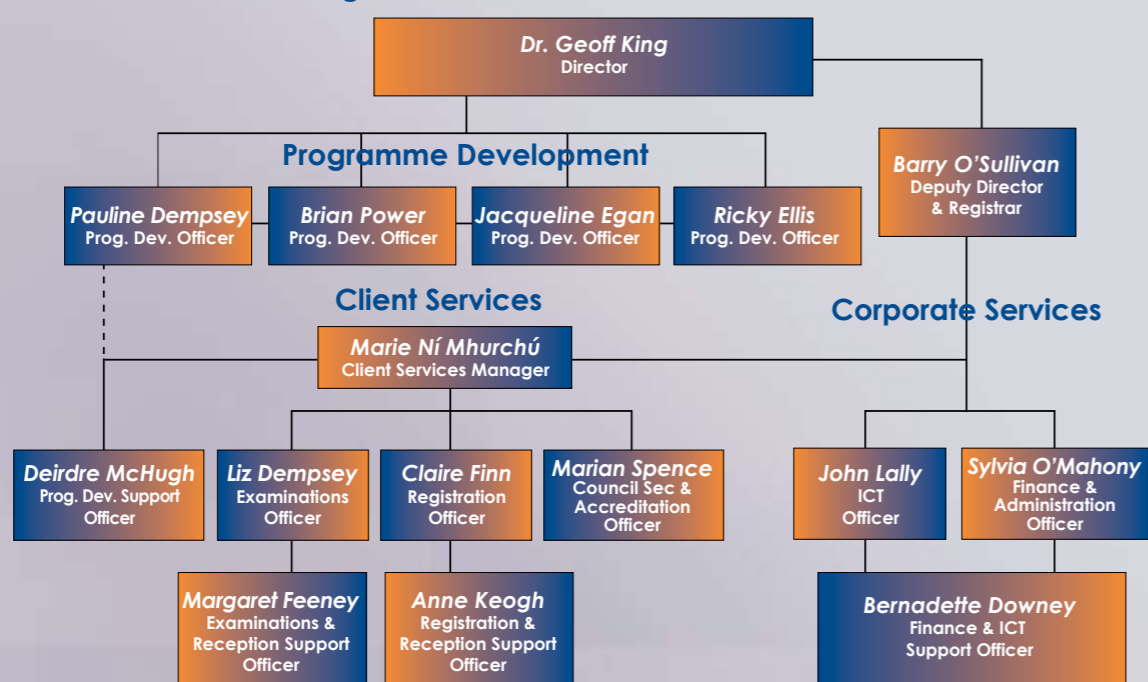 Dr. Geoff King
Director
Programme Development
Barry O'Sullivan
Deputy Director
& Registrar
Pauline Dempsey
Prog. Dev. Officer
Brian Power
Prog. Dev. Officer
Jacqueline Egan
Prog. Dev. Officer
Ricky Ellis
Prog. Dev. Officer
Client Services
Corporate Services
Marie Ní Mhurchú
Client Services Manager
Deirdre McHugh
Prog. Dev. Support
Officer
Liz Dempsey
Examinations
Officer
Claire Finn
Registration
Officer
Marian Spence
Council Sec &
Accreditation
Officer
John Lally
ICT
Officer
Sylvia O'Mahony
Finance &
Administration
Officer
Margaret Feeney
Examinations &
Reception Support
Officer
Anne Keogh
Registration &
Reception Support
Officer
Bernadette Downey
Finance & ICT
Support Officer